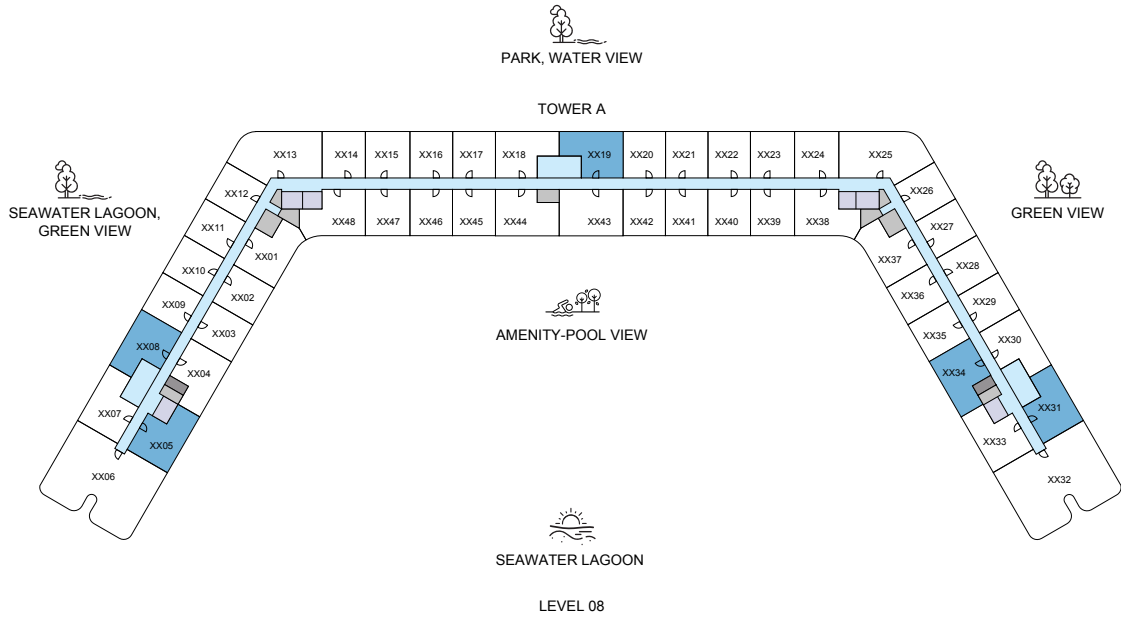 PARK, WATER VIEW
TOWER A
XX13 XX14 XX15 XX16 XX17 XX18 XX19 XX20 XX21 XX22 XX23 XX24 XX25
XX12 XX26
SEAWATER LAGOON,
GREEN VIEW
GREEN VIEW
XX48 XX47 XX46 XX45 XX44 XX43 XX42 XX41 XX40 XX39 XX38
XX11 XX27
XX01 XX37
XX10 XX28
XX02 XX36
XX09 XX29
XX03 XX35
AMENITY-POOL VIEW
XX08 XX30
XX04 XX34
XX07 XX31
XX05 XX33
XX06 XX32
SEAWATER LAGOON
LEVEL 08